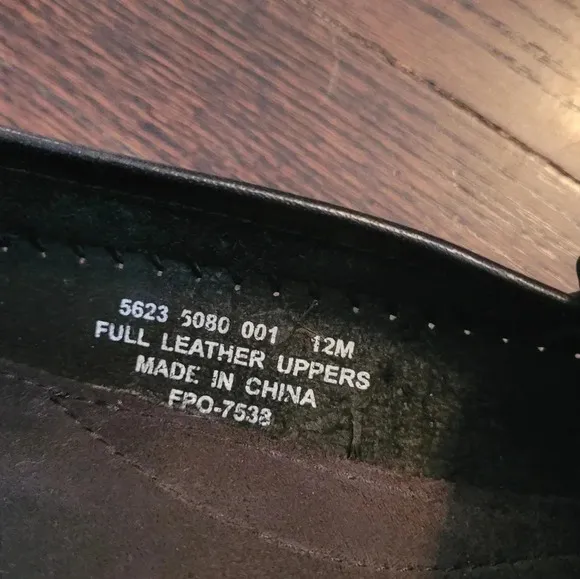 5623 5080 001 12M
FULL LEATHER UPPERS
MADE IN CHINA
FPO-7538